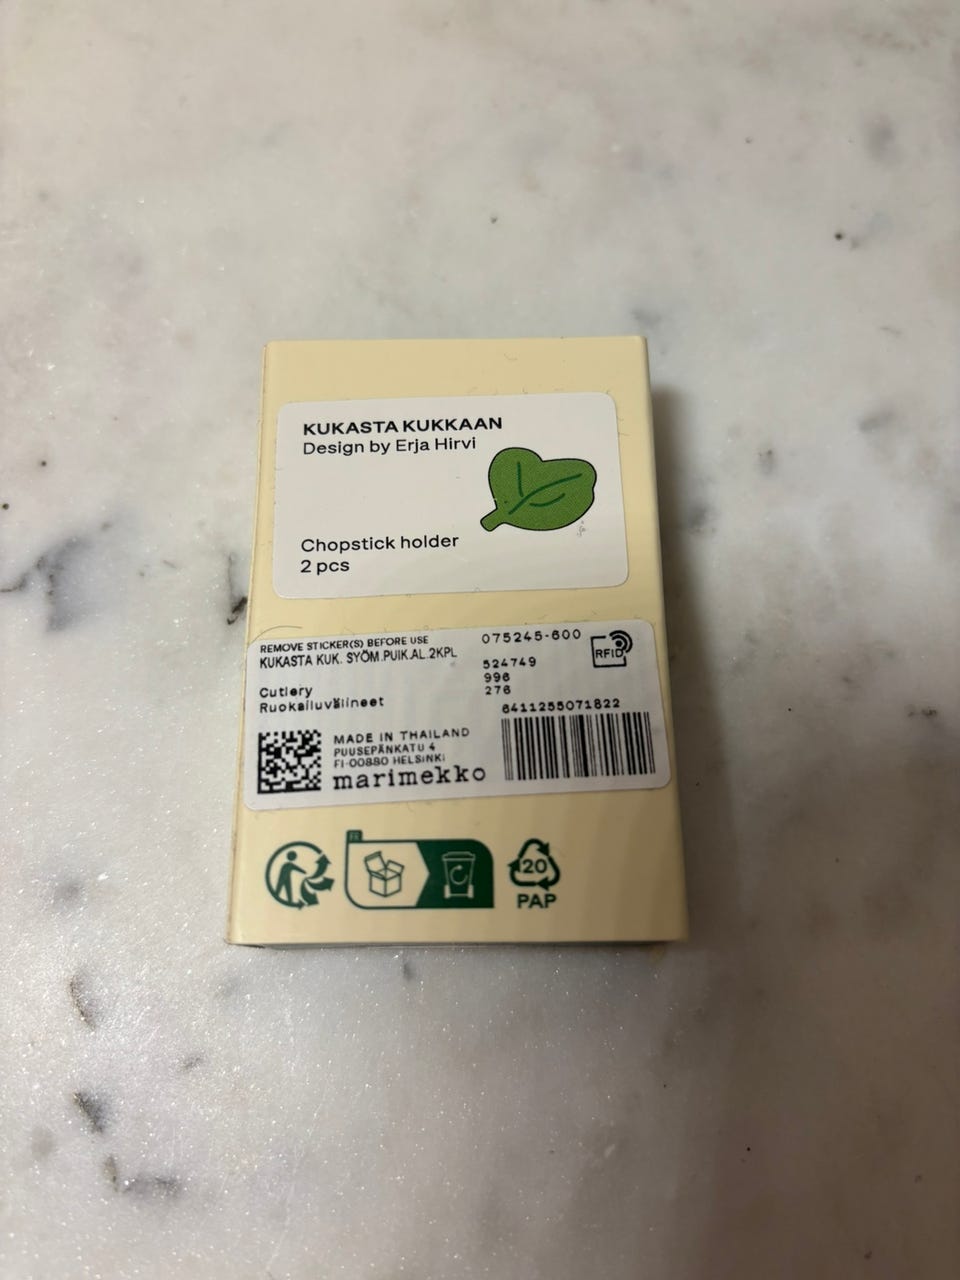 KUKASTA KUKKAAN
Design by Erja Hirvi
Chopstick holder
2 pcs
REMOVE STICKER(S) BEFORE USE
KUKASTA KUK. SYÖM.PUIK.AL.2KPL
075245-600
RFID
524749
996
276
Cutlery
Ruokailuvälineet
6411255071822
MADE IN THAILAND
PUUSEPÄNKATU 4
FI-00880 HELSINKI
marimekko
FR
20
PAP